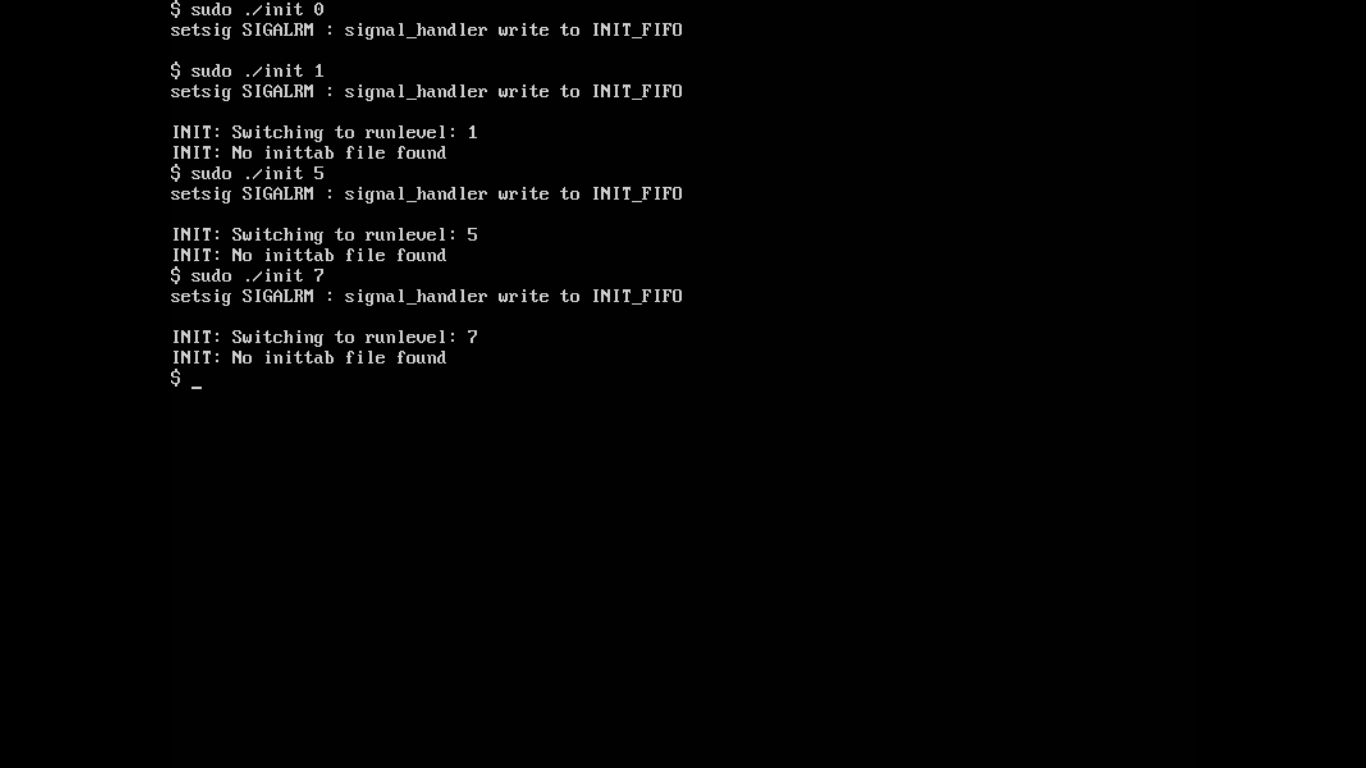 $ sudo ./init 0
setsig SIGALRM : signal_handler write to INIT_FIFO
$ sudo ./init 1
setsig SIGALRM : signal_handler write to INIT_FIFO
INIT: Switching to runlevel: 1
INIT: No inittab file found
$ sudo ./init 5
setsig SIGALRM : signal_handler write to INIT_FIFO
INIT: Switching to runlevel: 5
INIT: No inittab file found
$ sudo ./init 7
setsig SIGALRM : signal_handler write to INIT_FIFO
INIT: Switching to runlevel: 7
INIT: No inittab file found
$ _